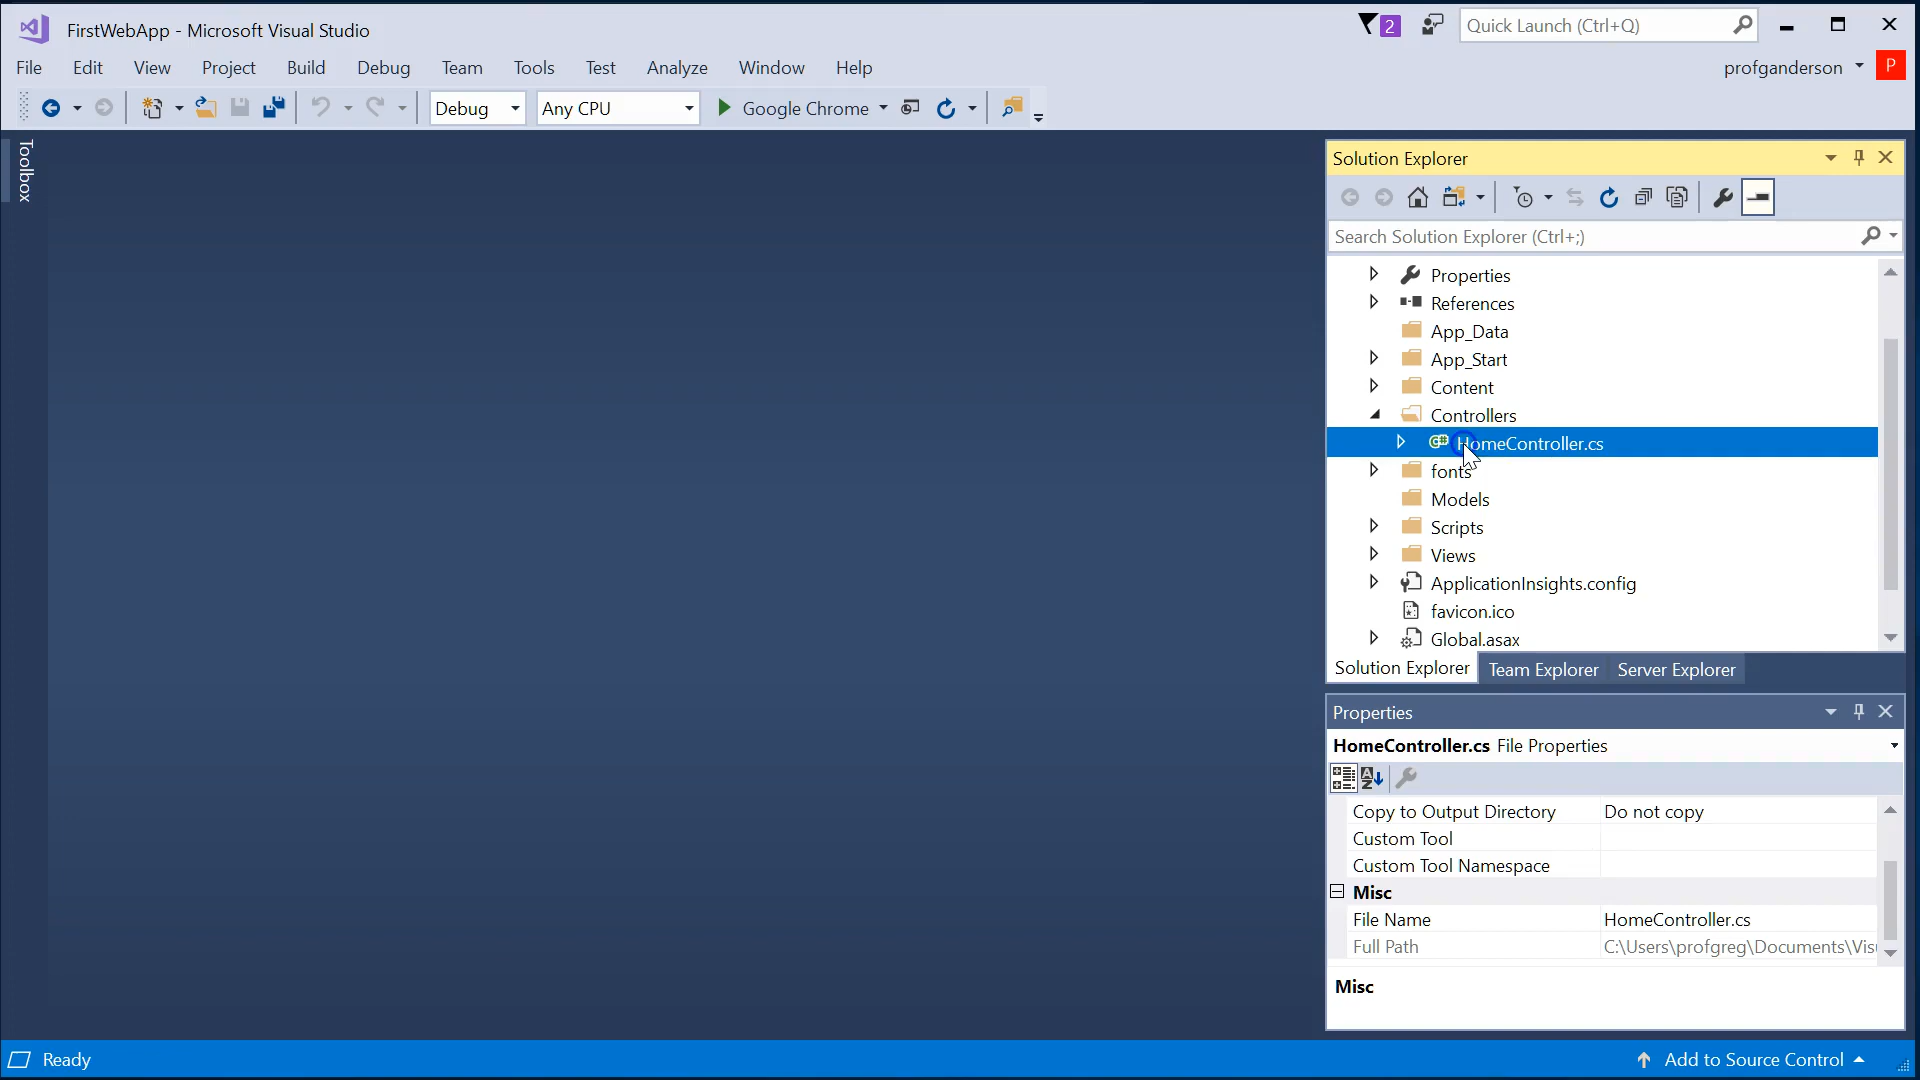 FirstWebApp - Microsoft Visual Studio
2
Quick Launch (Ctrl+Q)
File Edit View Project Build Debug Team Tools Test Analyze Window Help
profganderson P
Debug Any CPU Google Chrome
Toolbox
Solution Explorer
Search Solution Explorer (Ctrl+;)
Properties
References
App_Data
App_Start
Content
Controllers
C# HomeController.cs
fonts
Models
Scripts
Views
ApplicationInsights.config
favicon.ico
Global.asax
Solution Explorer Team Explorer Server Explorer
Properties
HomeController.cs File Properties
Copy to Output Directory Do not copy
Custom Tool
Custom Tool Namespace
Misc
File Name HomeController.cs
Full Path C:\Users\profgreg\Documents\Vis
Misc
Ready
Add to Source Control